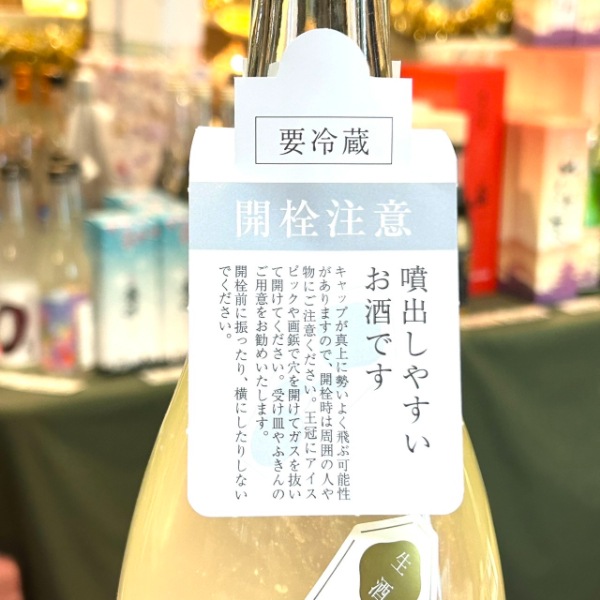 要冷蔵
開栓注意
噴出しやすい
お酒です
キャップが真上に勢いよく飛ぶ可能性
がありますので、開栓時は周囲の人や
物にご注意ください。王冠にアイス
ピックや画鋲で穴を開けてガスを抜い
て開けてください。受け皿やふきんの
ご用意をお勧めいたします。
開栓前に振ったり、横にしたりしない
でください。
生酒